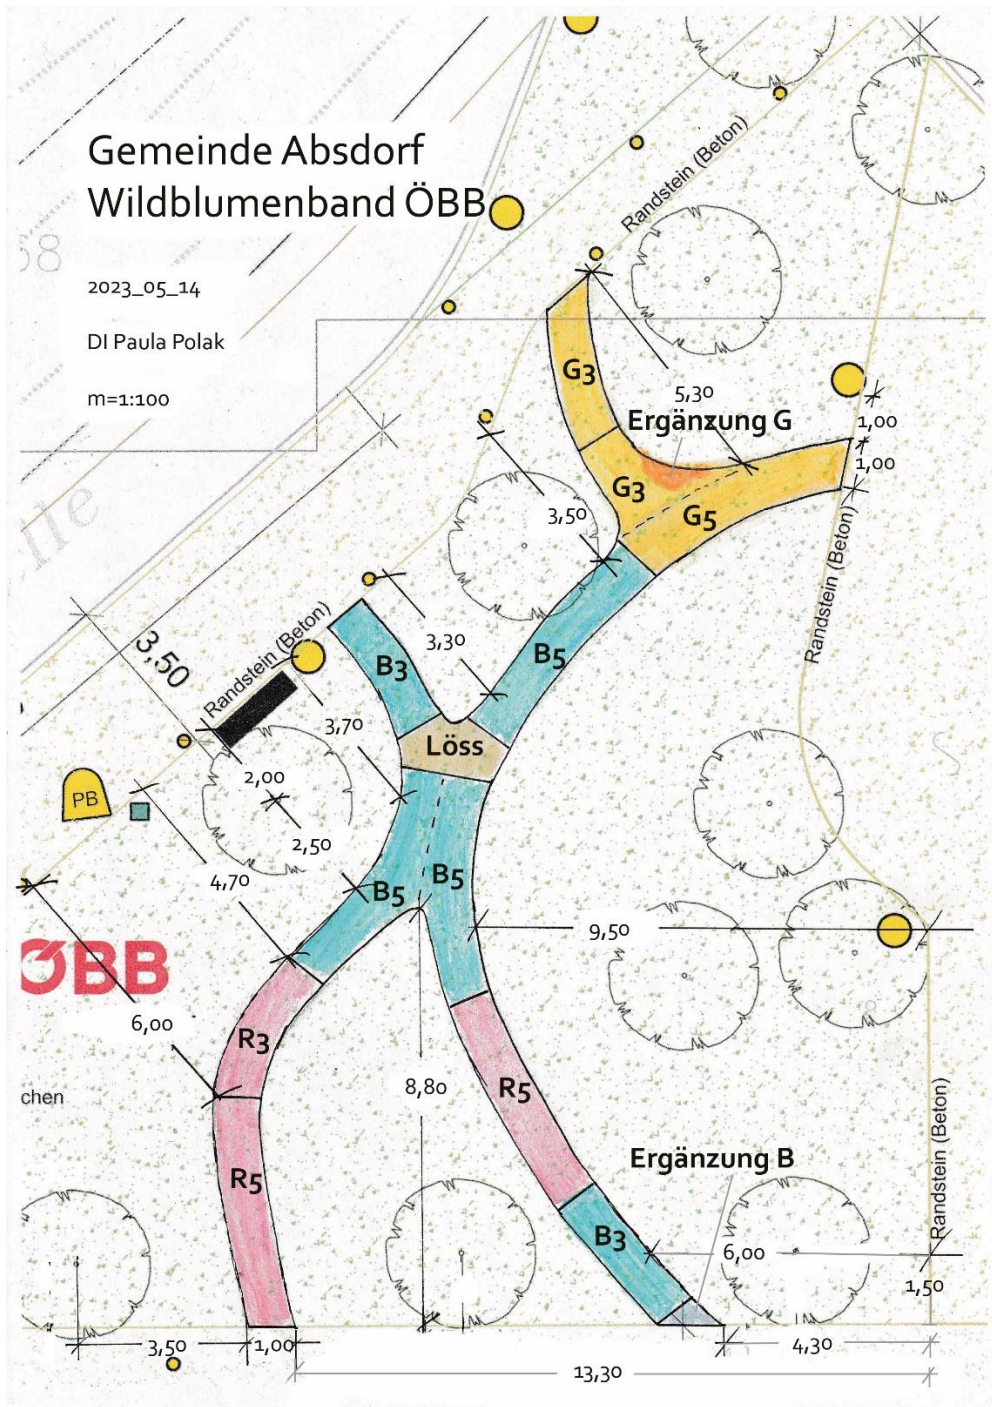 Gemeinde Absdorf
Wildblumenband ÖBB
68
2023_05_14
DI Paula Polak
m=1:100
Randstein (Beton)
G3
5,30
Ergänzung G
1,00
1,00
G3
G5
3,50
Randstein (Beton)
3,30
B3
B5
3,50
Randstein (Beton)
3,70
Löss
2,00
PB
2,50
4,70
B5
B5
9,50
ÖBB
6,00
R3
8,80
R5
chen
Randstein (Beton)
Ergänzung B
R5
B3
6,00
1,50
3,50
1,00
4,30
13,30